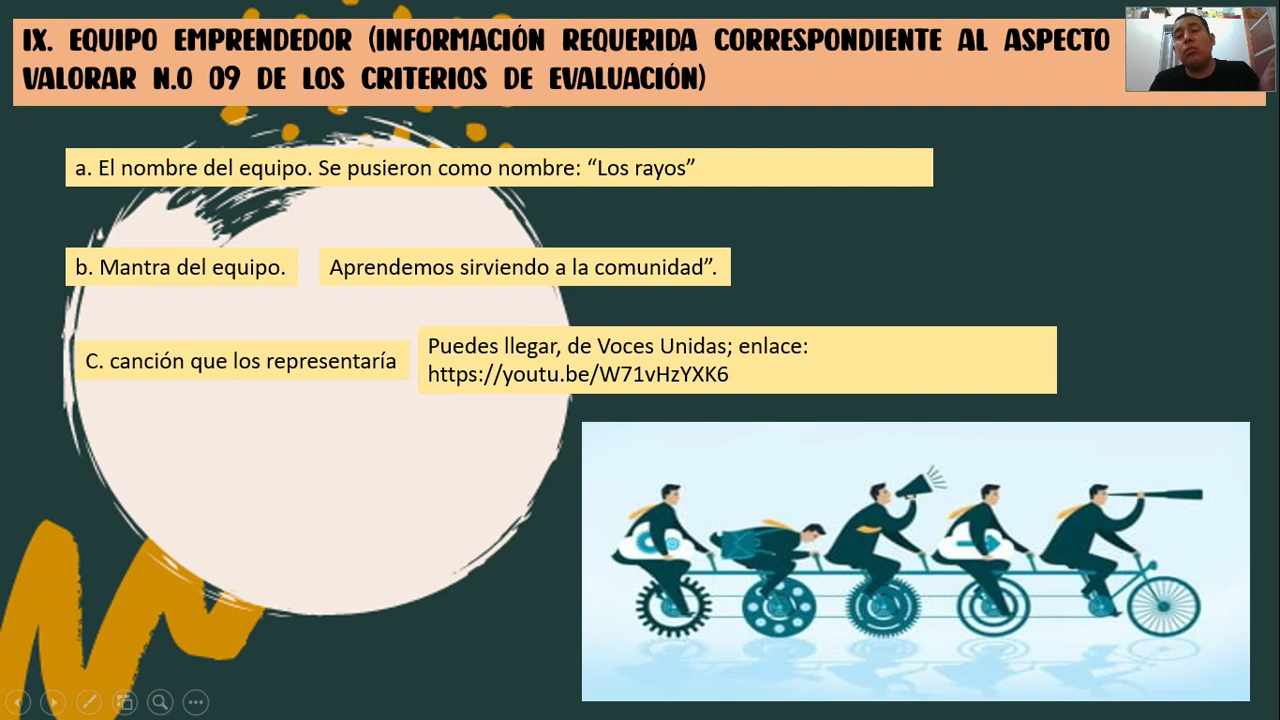 IX. EQUIPO EMPRENDEDOR (INFORMACIÓN REQUERIDA CORRESPONDIENTE AL ASPECTO
VALORAR N.O 09 DE LOS CRITERIOS DE EVALUACIÓN)
a. El nombre del equipo. Se pusieron como nombre: “Los rayos”
b. Mantra del equipo. Aprendemos sirviendo a la comunidad”.
C. canción que los representaría
Puedes llegar, de Voces Unidas; enlace:
https://youtu.be/W71vHzYXK6